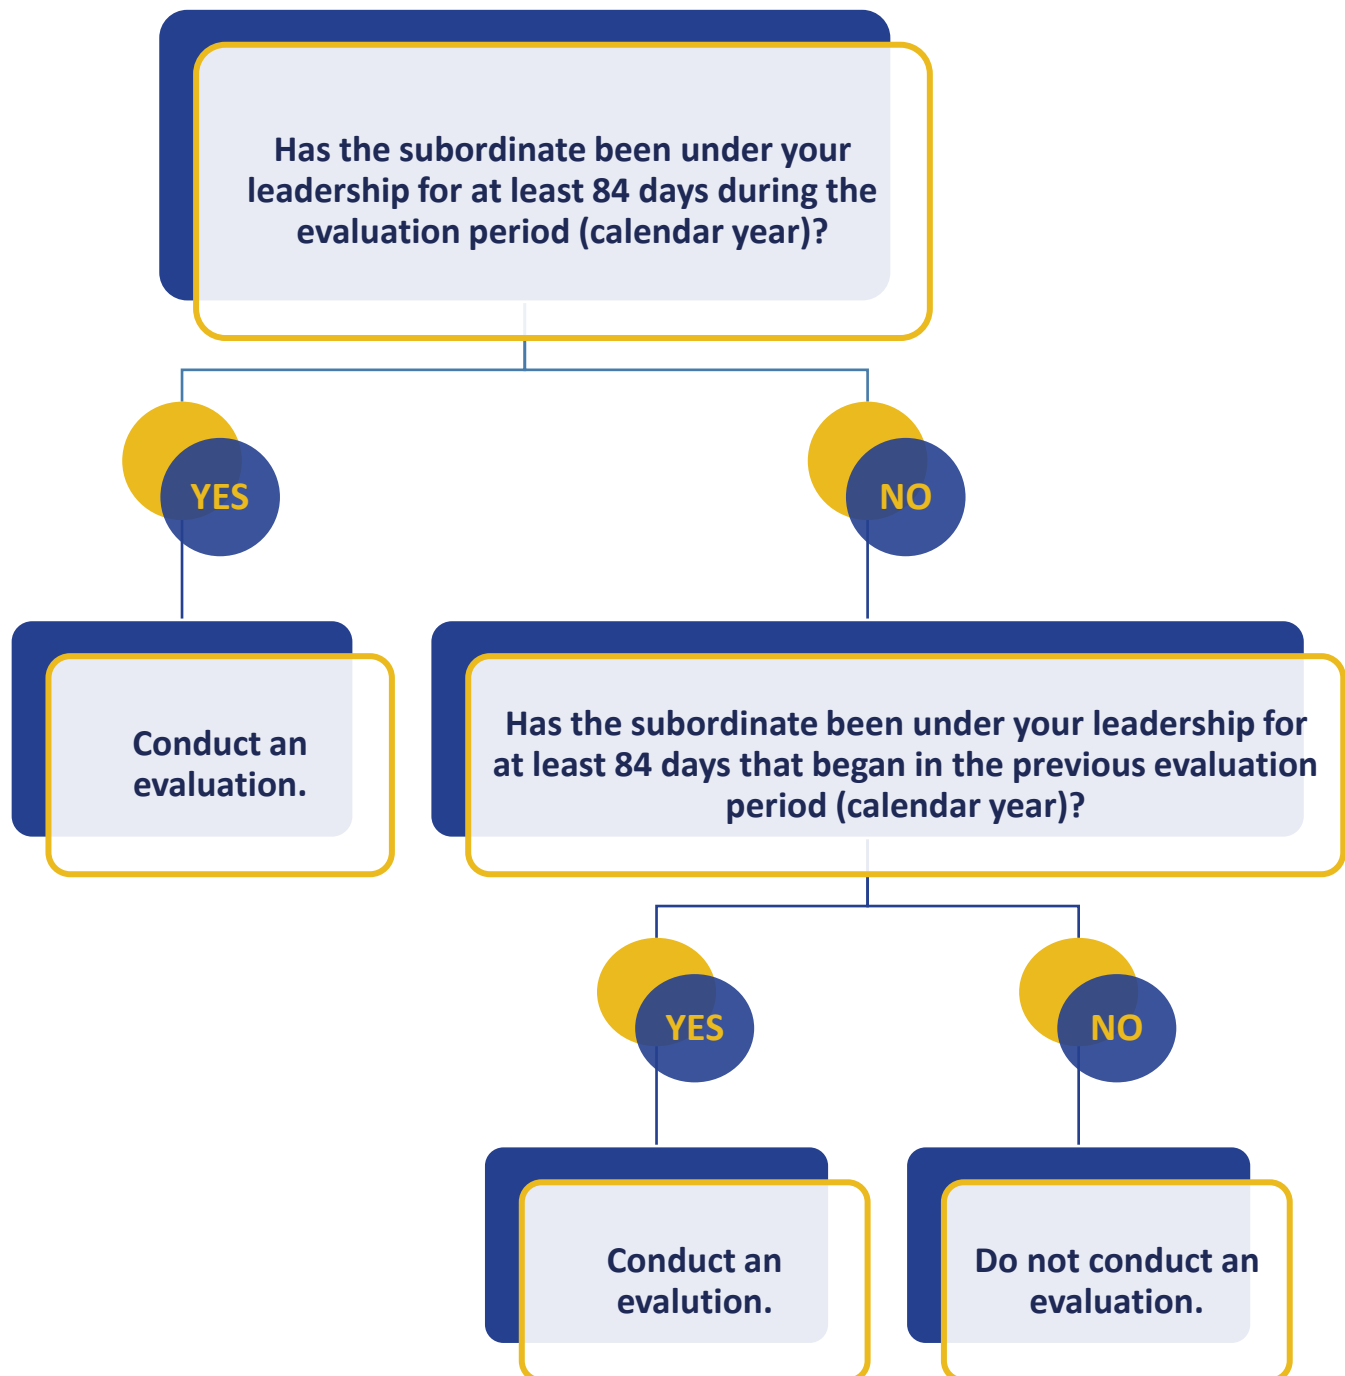 Has the subordinate been under your
leadership for at least 84 days during the
evaluation period (calendar year)?
YES
NO
Conduct an
evaluation.
Has the subordinate been under your leadership for
at least 84 days that began in the previous evaluation
period (calendar year)?
YES
NO
Conduct an
evalution.
Do not conduct an
evaluation.